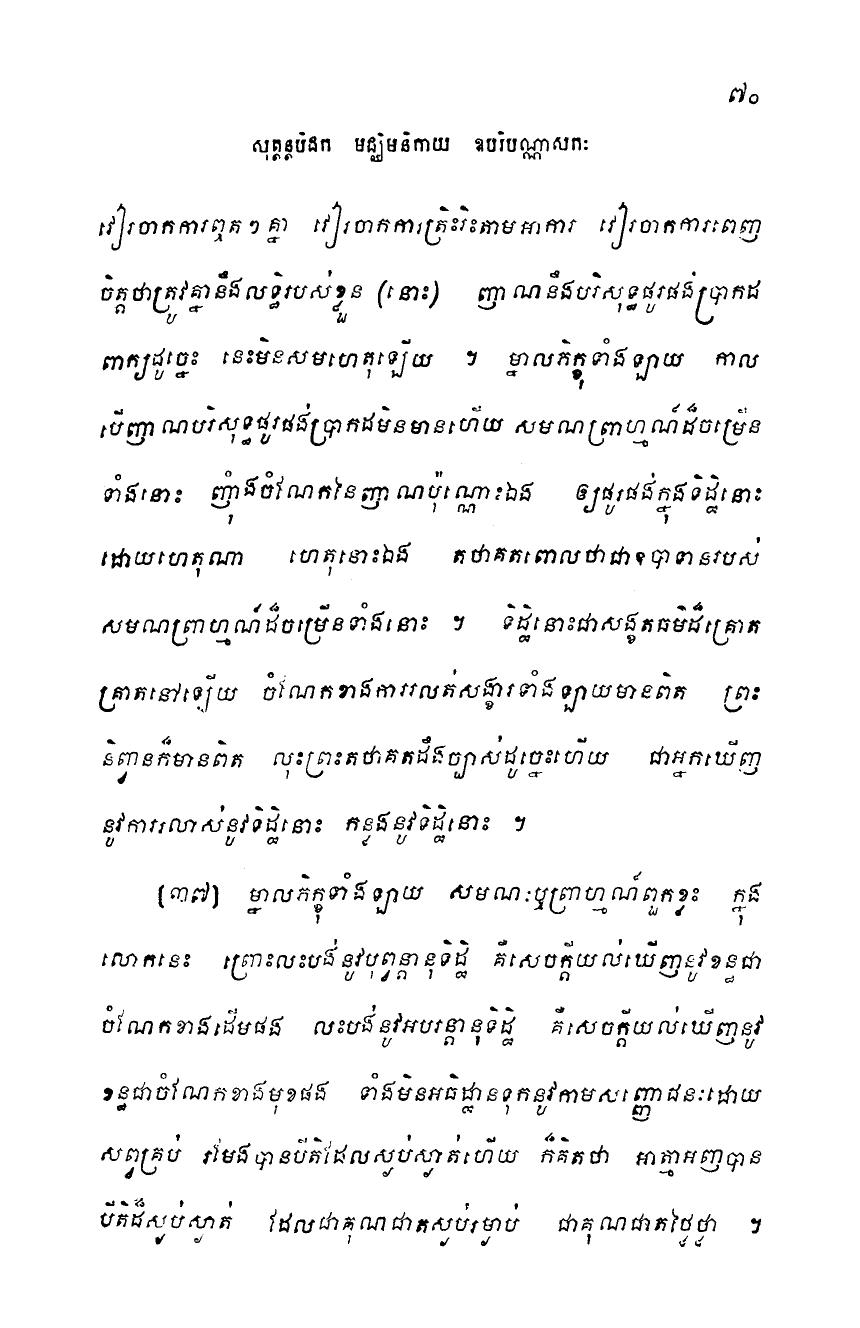 ៧០
សុត្តន្តបិដក មជ្ឈិមនិកាយ ឧបរិបណ្ណាសកៈ
វៀរចាកការឮត ៗ គ្នា វៀរចាកការត្រិះរិះតាមអាការ វៀរចាកការពេញ
ចិត្តថាត្រូវគ្នានឹងលទ្ធិរបស់ខ្លួន (នោះ) ញាណនឹងបរិសុទ្ធផូរផង់ប្រាកដ
ពាក្យដូច្នេះ នេះមិនសមហេតុឡើយ ។ ម្នាលភិក្ខុទាំងឡាយ កាល
បើញាណបរិសុទ្ធផូរផង់ប្រាកដមិនមានហើយ សមណព្រាហ្មណ៍ដ៏ចម្រើន
ទាំងនោះ ញុំាងចំណែកនៃញាណប៉ុណ្ណោះឯង ឲ្យផូរផង់ក្នុងទិដ្ឋិនោះ
ដោយហេតុណា ហេតុនោះឯង តថាគតពោលថាជាឧបាទានរបស់
សមណព្រាហ្មណ៍ដ៏ចម្រើនទាំងនោះ ។ ទិដ្ឋិនោះជាសង្ខតធម៌ដ៏គ្រោត
គ្រាតនៅឡើយ ចំណែកខាងការរលត់សង្ខារទាំងឡាយមានពិត ព្រះ
និព្វានក៏មានពិត លុះព្រះតថាគតដឹងច្បាស់ដូច្នេះហើយ ជាអ្នកឃើញ
នូវការរលាស់នូវទិដ្ឋិនោះ កន្លងនូវទិដ្ឋិនោះ ។
(៣៧) ម្នាលភិក្ខុទាំងឡាយ សមណៈឬព្រាហ្មណ៍ពួកខ្លះ ក្នុង
លោកនេះ ព្រោះលះបង់នូវបុព្វន្តានុទិដ្ឋិ គឺសេចក្តីយល់ឃើញនូវខន្ធជា
ចំណែកខាងដើមផង លះបង់នូវអបរន្តានុទិដ្ឋិ គឺសេចក្តីយល់ឃើញនូវ
ខន្ធជាចំណែកខាងមុខផង ទាំងមិនអធិដ្ឋានទុកនូវកាមសញ្ញោជនៈដោយ
សព្វគ្រប់ រមែងបានបីតិដែលស្ងប់ស្ងាត់ហើយ ក៏គិតថា អាត្មាអញបាន
បីតិដ៏ស្ងប់ស្ងាត់ ដែលជាគុណជាតស្ងប់រម្ងាប់ ជាគុណជាតថ្លៃថ្លា ។